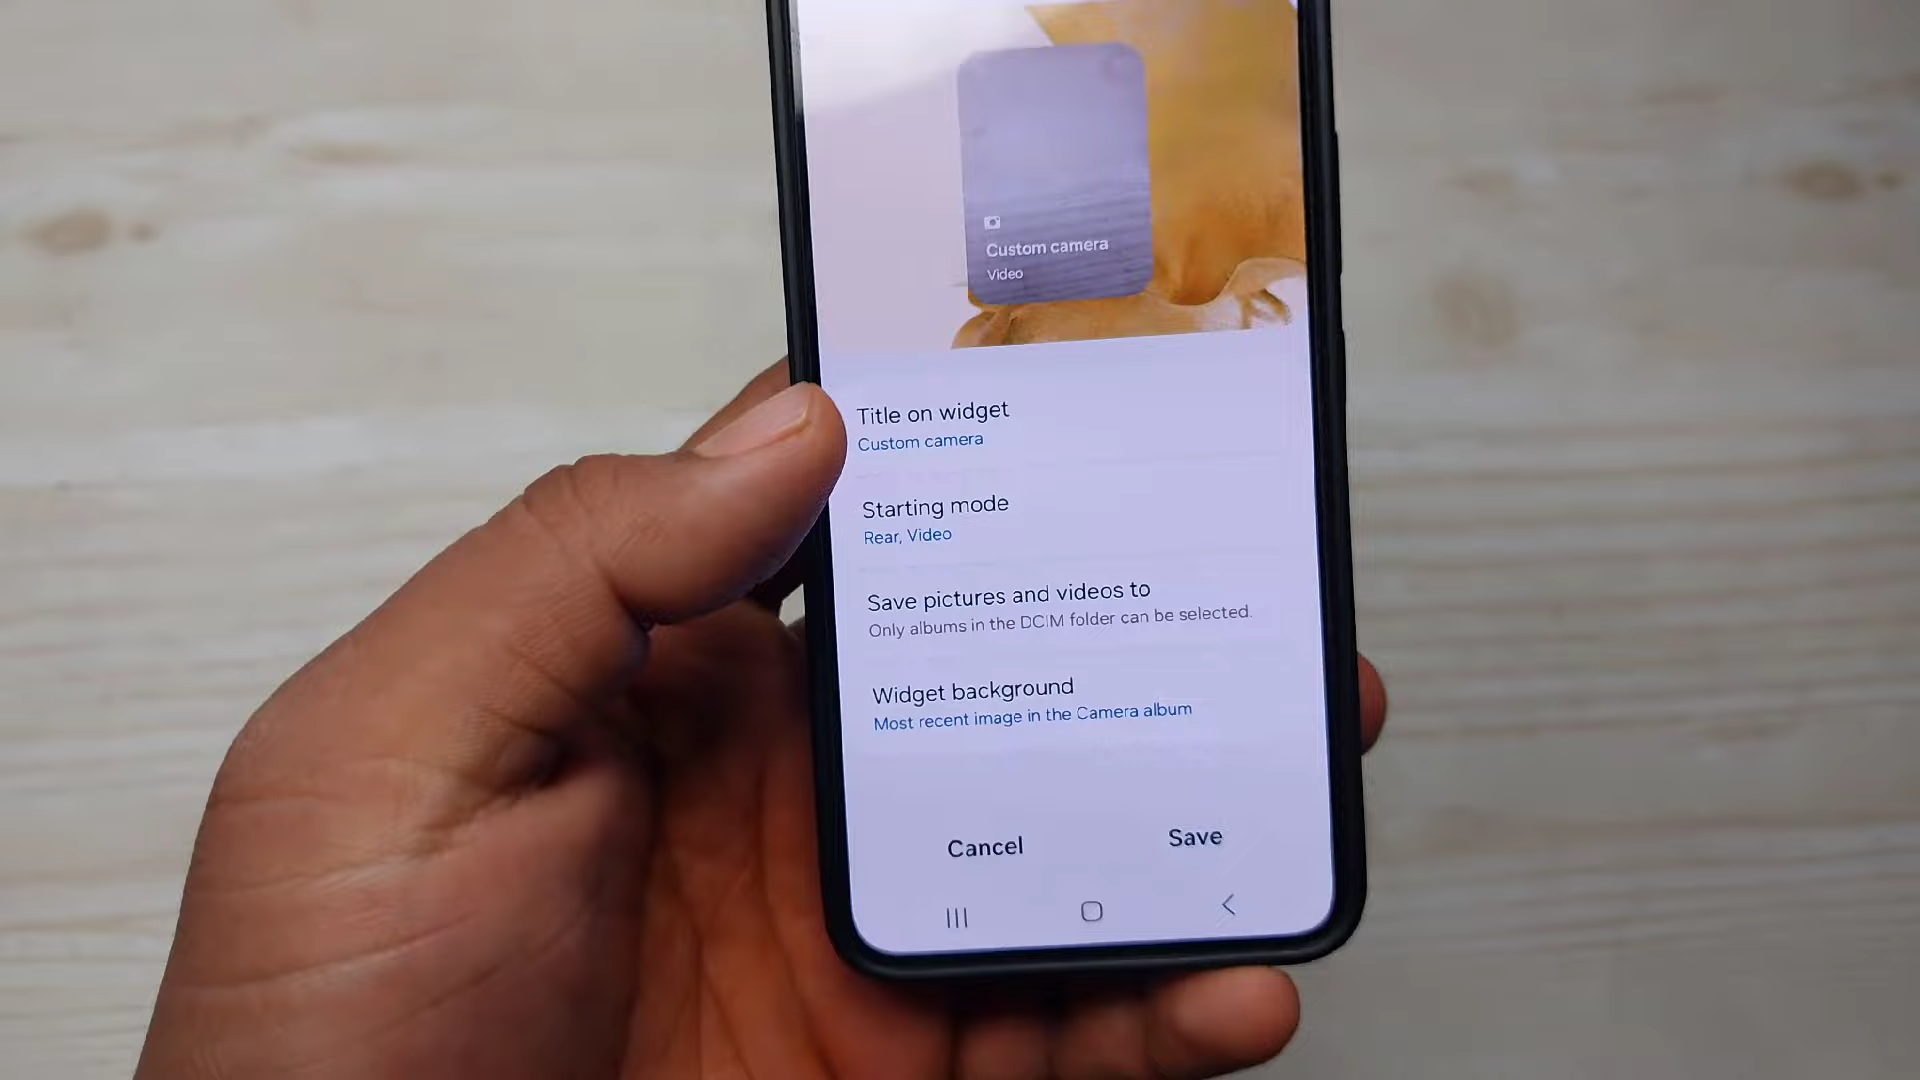 Custom camera
Video
Title on widget
Custom camera
Starting mode
Rear, Video
Save pictures and videos to
Only albums in the DCIM folder can be selected.
Widget background
Most recent image in the Camera album
Cancel
Save